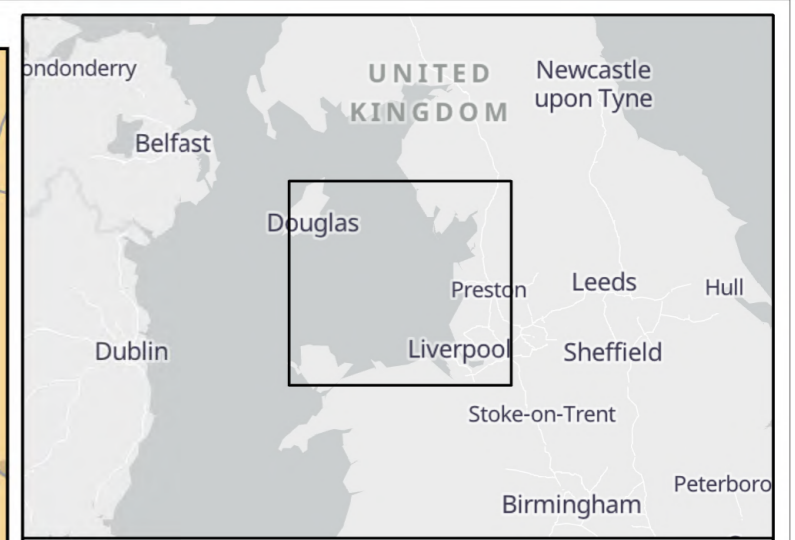 UNITED
KINGDOM
Newcastle
upon Tyne
ondonderry
Belfast
Douglas
Preston
Leeds
Hull
Dublin
Liverpool
Sheffield
Stoke-on-Trent
Peterboro
Birmingham